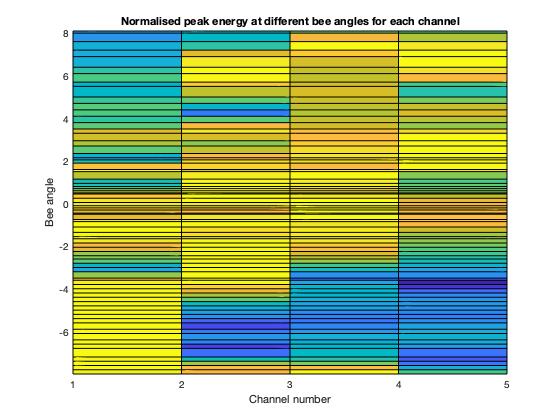 Normalised peak energy at different bee angles for each channel
8
6
4
2
0
-2
-4
-6
Bee angle
1 2 3 4 5
Channel number